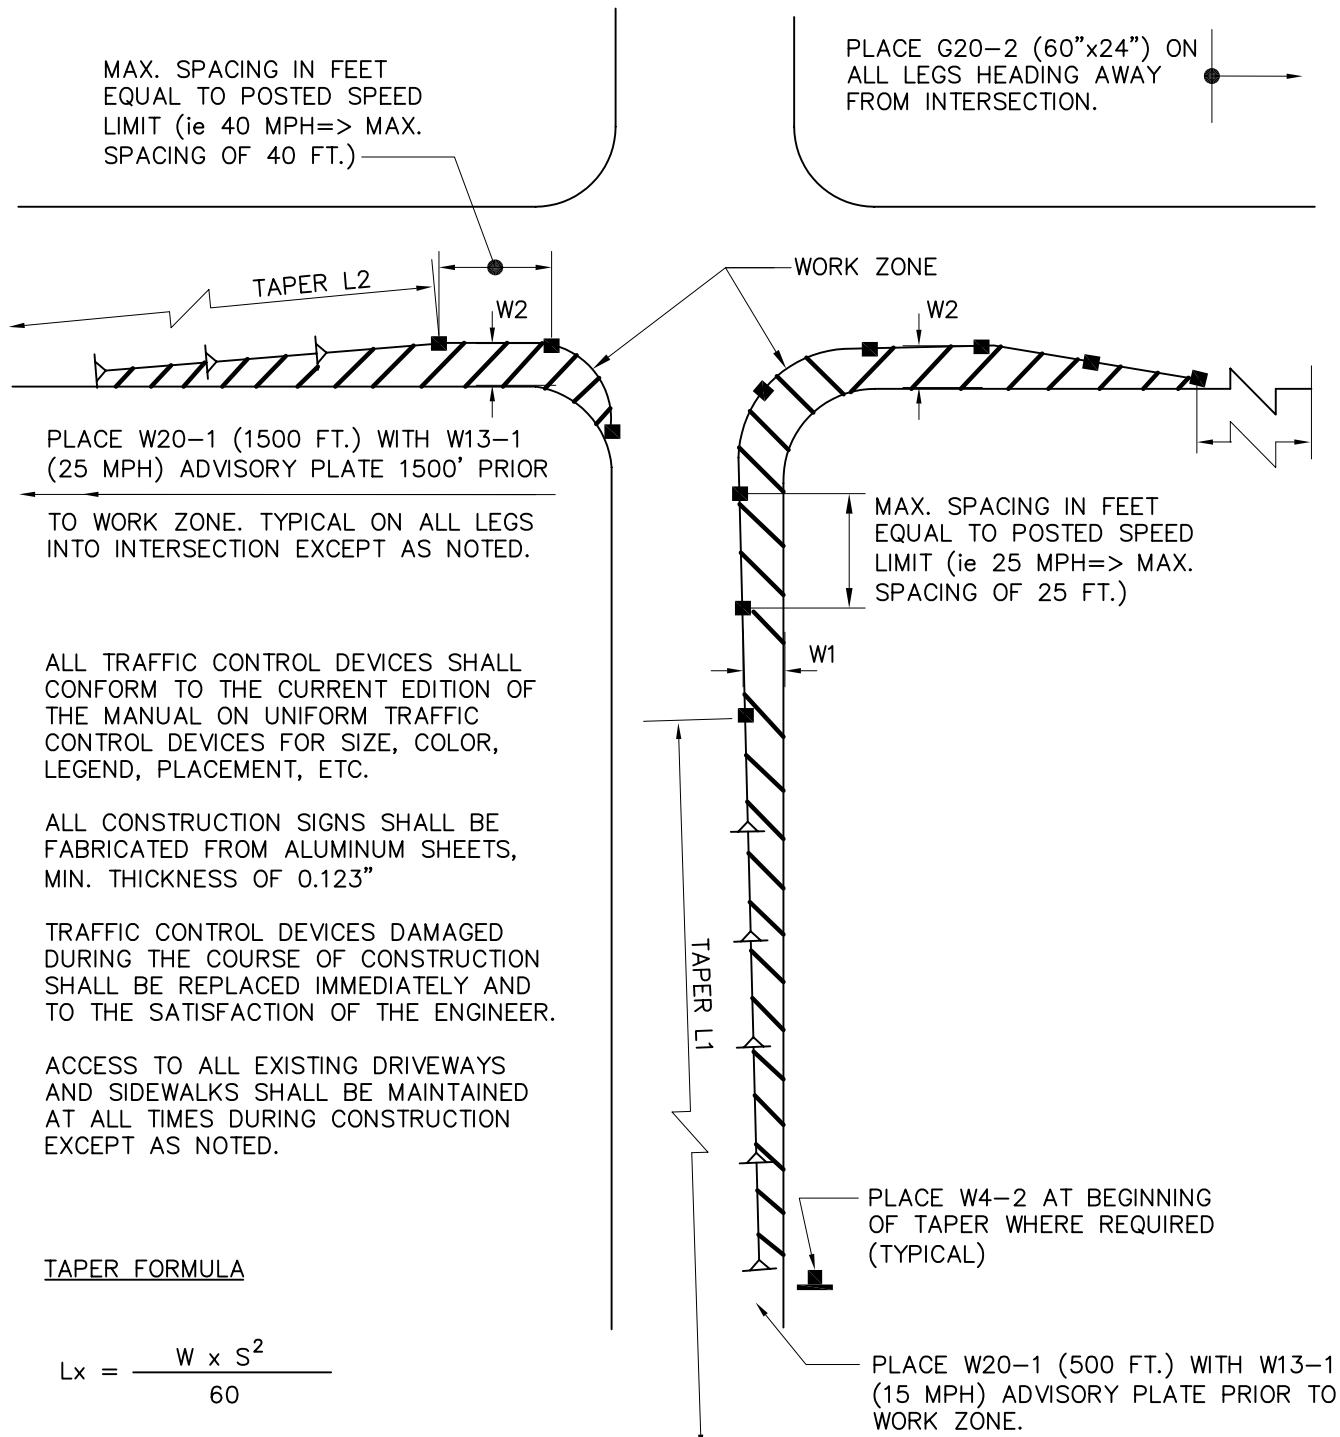 MAX. SPACING IN FEET
EQUAL TO POSTED SPEED
LIMIT (ie 40 MPH=> MAX.
SPACING OF 40 FT.)
PLACE G20-2 (60"x24") ON
ALL LEGS HEADING AWAY
FROM INTERSECTION.
TAPER L2
W2
WORK ZONE
W2
PLACE W20-1 (1500 FT.) WITH W13-1
(25 MPH) ADVISORY PLATE 1500' PRIOR
TO WORK ZONE. TYPICAL ON ALL LEGS
INTO INTERSECTION EXCEPT AS NOTED.
MAX. SPACING IN FEET
EQUAL TO POSTED SPEED
LIMIT (ie 25 MPH=> MAX.
SPACING OF 25 FT.)
W1
ALL TRAFFIC CONTROL DEVICES SHALL
CONFORM TO THE CURRENT EDITION OF
THE MANUAL ON UNIFORM TRAFFIC
CONTROL DEVICES FOR SIZE, COLOR,
LEGEND, PLACEMENT, ETC.
ALL CONSTRUCTION SIGNS SHALL BE
FABRICATED FROM ALUMINUM SHEETS,
MIN. THICKNESS OF 0.123"
TRAFFIC CONTROL DEVICES DAMAGED
DURING THE COURSE OF CONSTRUCTION
SHALL BE REPLACED IMMEDIATELY AND
TO THE SATISFACTION OF THE ENGINEER.
TAPER L1
ACCESS TO ALL EXISTING DRIVEWAYS
AND SIDEWALKS SHALL BE MAINTAINED
AT ALL TIMES DURING CONSTRUCTION
EXCEPT AS NOTED.
PLACE W4-2 AT BEGINNING
OF TAPER WHERE REQUIRED
(TYPICAL)
TAPER FORMULA
Lx = W x S²
60
PLACE W20-1 (500 FT.) WITH W13-1
(15 MPH) ADVISORY PLATE PRIOR TO
WORK ZONE.